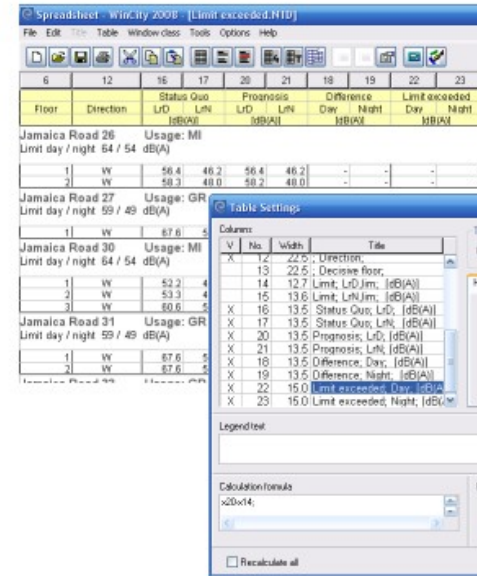 Spreadsheet - WinCity 2008 - [Limit exceeded.NTD]
File Edit Title Table Window class Tools Options Help
6 12 16 17 20 21 18 19 22 23
Status Quo Prognosis Difference Limit exceeded
Floor Direction LrD LrN LrD LrN Day Night Day Night
[dB(A)] [dB(A)] [dB(A)] [dB(A)]
Jamaica Road 26 Usage: MI
Limit day / night 64 / 54 dB(A)
1 W 56.4 46.2 56.4 46.2 - - - -
2 W 58.3 48.0 58.2 48.0 - - - -
Jamaica Road 27 Usage: GR
Limit day / night 59 / 49 dB(A)
1 W 67.6 5
Jamaica Road 30 Usage: MI
Limit day / night 64 / 54 dB(A)
1 W 52.2 4
2 W 53.3 4
3 W 60.6 5
Jamaica Road 31 Usage: GR
Limit day / night 59 / 49 dB(A)
1 W 67.6 5
2 W 67.6 5
Table Settings
Columns
V No. Width Title
X 12 22.5 ; Direction;
13 22.5 ; Decisive floor;
14 12.7 Limit; LrD,lim; [dB(A)]
15 13.6 Limit; LrN,lim; [dB(A)]
X 16 13.5 Status Quo; LrD; [dB(A)]
X 17 13.5 Status Quo; LrN; [dB(A)]
X 20 13.5 Prognosis; LrD; [dB(A)]
X 21 13.5 Prognosis; LrN; [dB(A)]
X 18 13.5 Difference; Day; [dB(A)]
X 19 13.5 Difference; Night; [dB(A)]
X 22 15.0 Limit exceeded; Day; [dB(A
X 23 15.0 Limit exceeded; Night; [dB(
Legend text
Calculation formula
Recalculate all